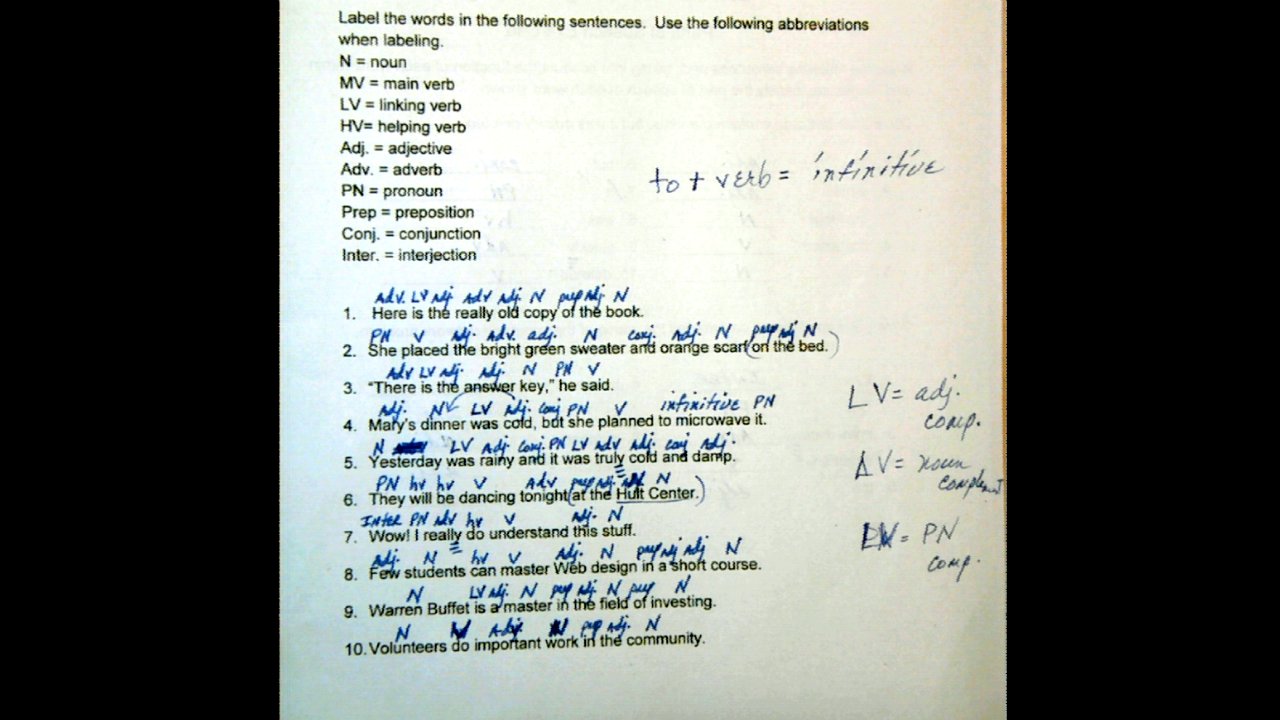 Label the words in the following sentences. Use the following abbreviations
when labeling.
N = noun
MV = main verb
LV = linking verb
HV= helping verb
Adj. = adjective
Adv. = adverb
PN = pronoun
to + verb = infinitive
Prep = preposition
Conj. = conjunction
Inter. = interjection
Adv. LV Adj Adv Adj. N prep Adj N
1. Here is the really old copy of the book.
PN V Adj. Adv. adj. N conj. Adj. N prep Adj N
2. She placed the bright green sweater and orange scarf (on the bed.)
Adv LV Adj. Adj. N PN V
3. “There is the answer key,” he said.
Adj. N LV Adj. conj PN V infinitive PN
4. Mary's dinner was cold, but she planned to microwave it.
LV = adj.
comp.
N LV Adj Conj. PN LV Adv Adj. conj Adj.
5. Yesterday was rainy and it was truly cold and damp.
LV = noun
PN hv hv V Adv prep Adj. N
6. They will be dancing tonight (at the Hult Center.)
INTER PN Adv hv V Adj. N
7. Wow! I really do understand this stuff.
= PN
comp.
Adj. N hv V Adj. N prep Adj Adj N
8. Few students can master Web design in a short course.
N LV Adj. N prep Adj. N prep N
9. Warren Buffet is a master in the field of investing.
N V Adj. N prep Adj. N
10. Volunteers do important work in the community.